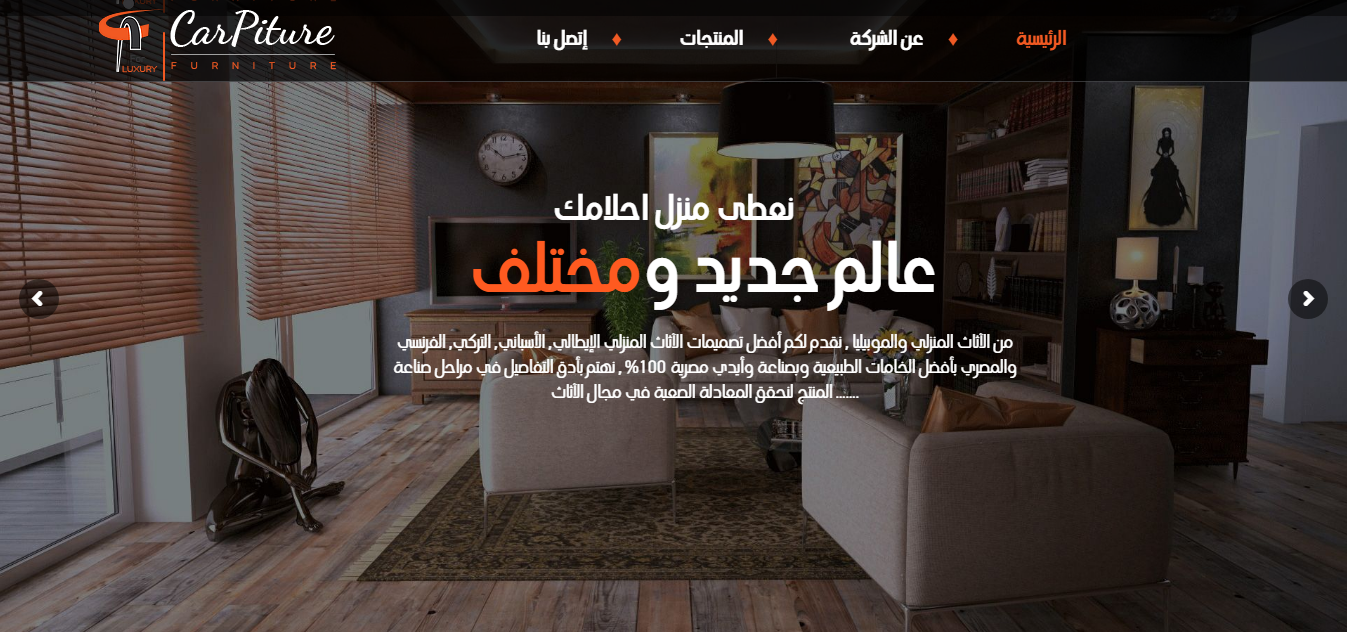 CarPiture
LUXURY
FURNITURE
الرئيسية
عن الشركة
المنتجات
إتصل بنا
نعطى منزل احلامك
عالم جديد و مختلف
من الأثاث المنزلي والموبيليا , نقدم لكم أفضل تصميمات الأثاث المنزلي الإيطالي, الأسباني, التركي, الفرنسي
والمصري بأفضل الخامات الطبيعية وبصناعة وأيدي مصرية 100% , نهتم بأدق التفاصيل في مراحل صناعة
المنتج لنحقق المعادلة الصعبة في مجال الأثاث .......